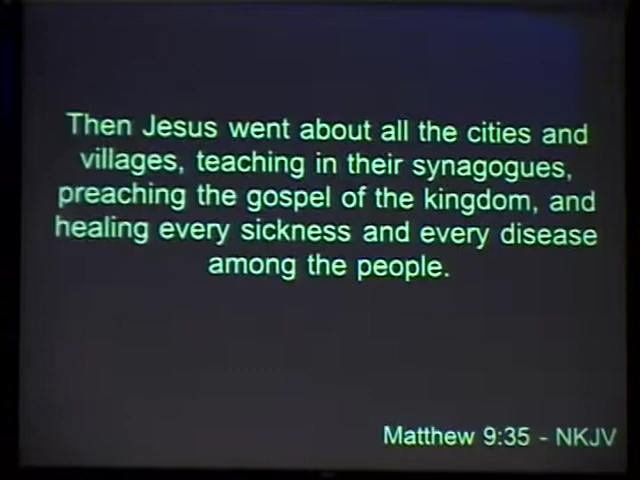 Then Jesus went about all the cities and
villages, teaching in their synagogues,
preaching the gospel of the kingdom, and
healing every sickness and every disease
among the people.
Matthew 9:35 - NKJV